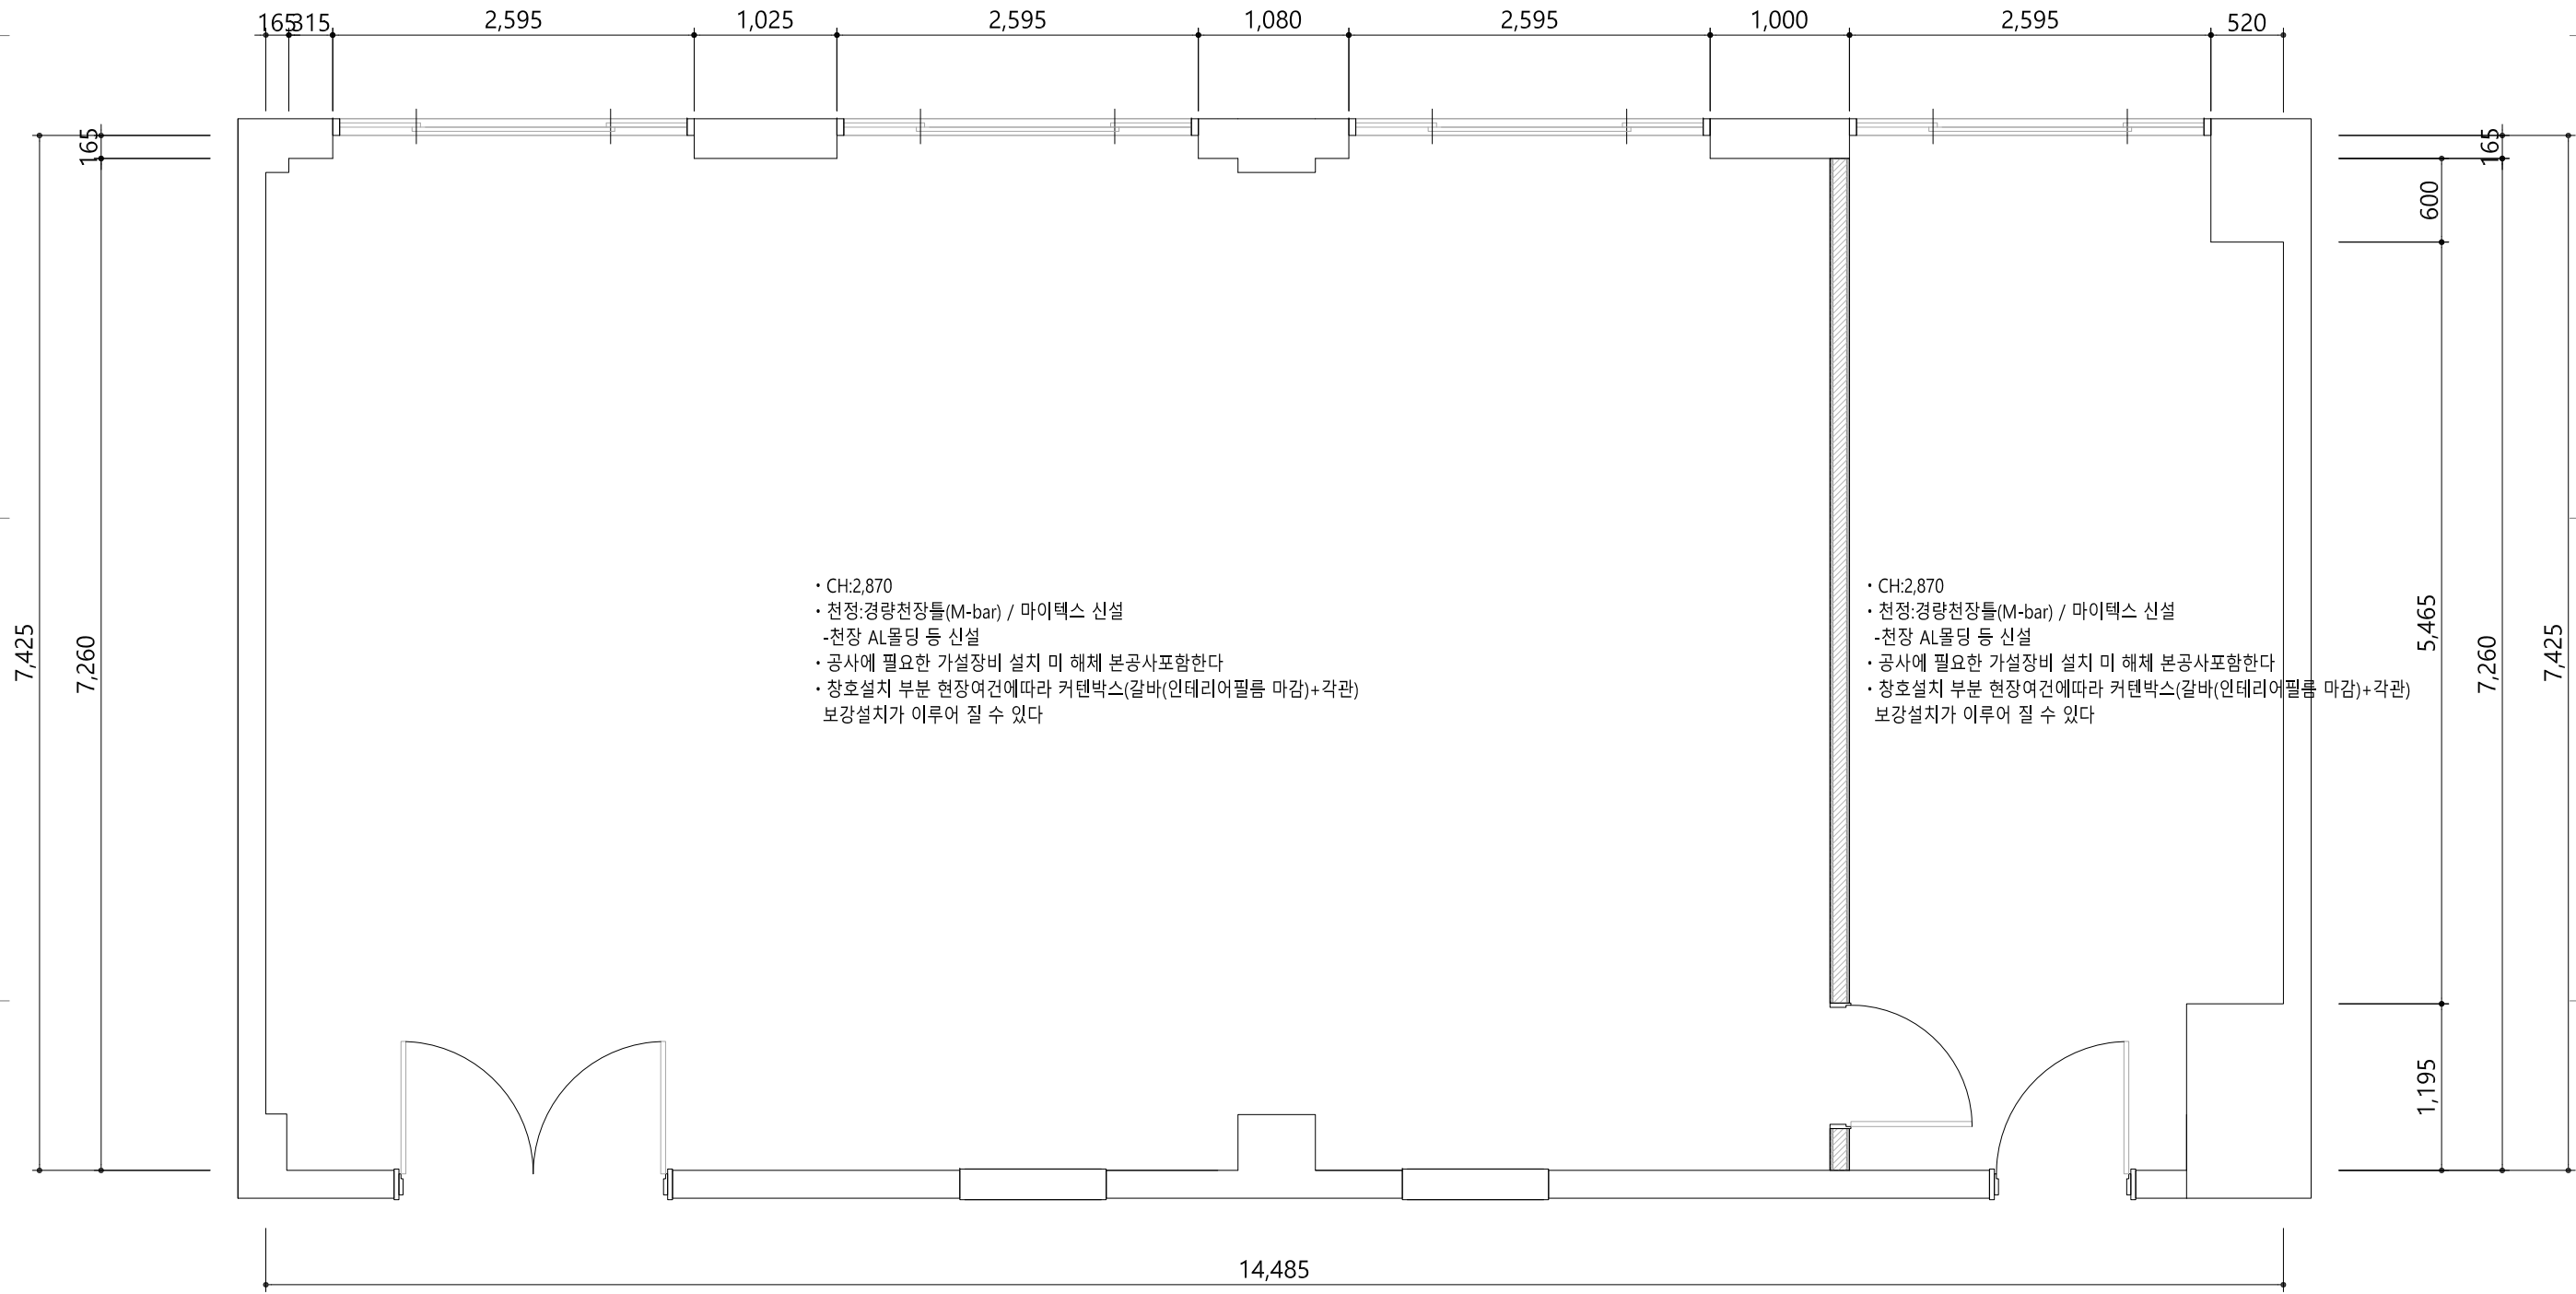 165
315
2,595
1,025
2,595
1,080
2,595
1,000
2,595
520
165
7,425
7,260
165
600
5,465
7,260
7,425
1,195
・CH:2,870
・천정:경량천장틀(M-bar) / 마이텍스 신설
-천장 AL몰딩 등 신설
・공사에 필요한 가설장비 설치 미 해체 본공사포함한다
・창호설치 부분 현장여건에따라 커텐박스(갈바(인테리어필름 마감)+각관)
보강설치가 이루어 질 수 있다
・CH:2,870
・천정:경량천장틀(M-bar) / 마이텍스 신설
-천장 AL몰딩 등 신설
・공사에 필요한 가설장비 설치 미 해체 본공사포함한다
・창호설치 부분 현장여건에따라 커텐박스(갈바(인테리어필름 마감)+각관)
보강설치가 이루어 질 수 있다
14,485